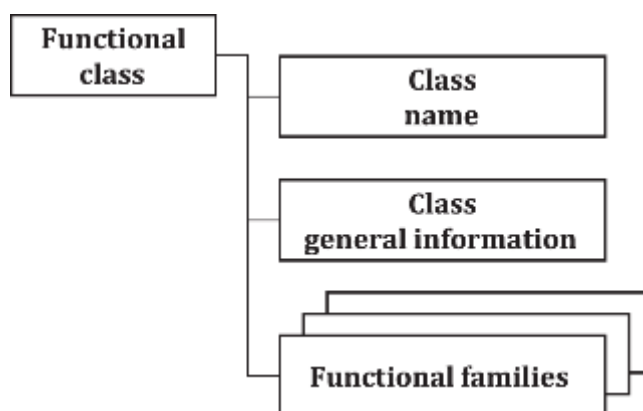 Functional
class
Class
name
Class
general information
Functional families